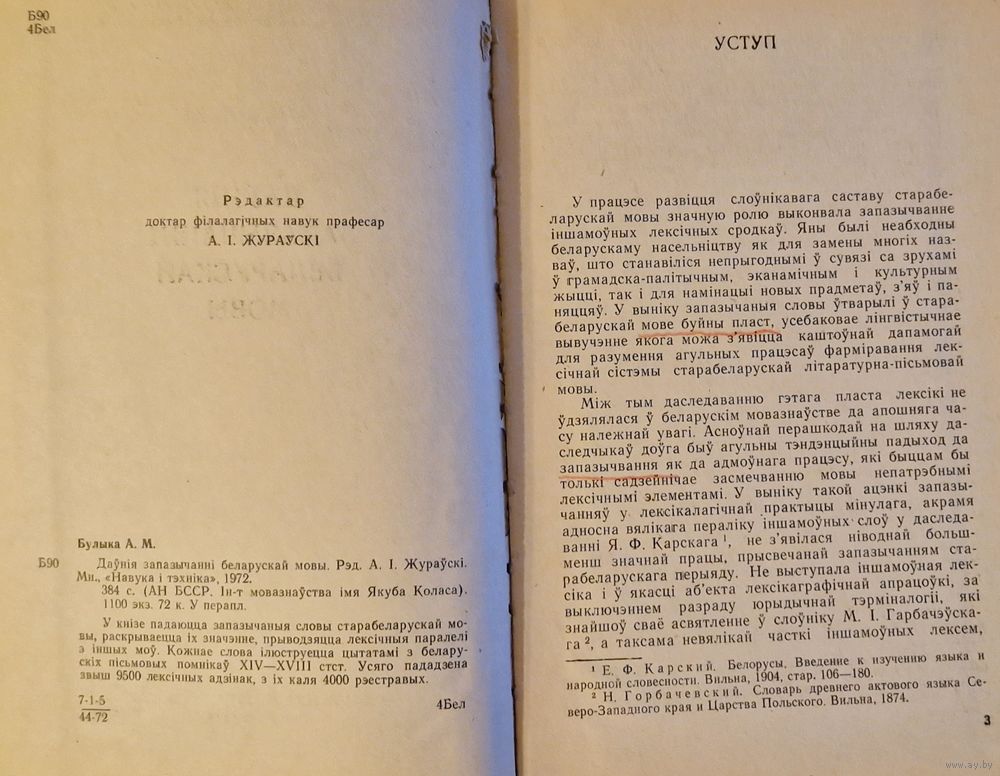 Б90
4Бел
Рэдактар
доктар філалагічных навук прафесар
А. І. ЖУРАЎСКІ
Булыка А. М.
Б90
Даўнія запазычанні беларускай мовы. Рэд. А. І. Жураўскі.
Мн., «Навука і тэхніка», 1972.
384 с. (АН БССР. Ін-т мовазнаўства імя Якуба Коласа).
1100 экз. 72 к. У перапл.
У кнізе падаюцца запазычаныя словы старабеларускай мо-
вы, раскрываецца іх значэнне, прыводзяцца лексічныя паралелі
з іншых моў. Кожнае слова ілюструецца цытатамі з белару-
скіх пісьмовых помнікаў XIV—XVIII стст. Усяго пададзена
звыш 9500 лексічных адзінак, з іх каля 4000 рэестравых.
7-1-5
44-72
4Бел
УСТУП
У працэсе развіцця слоўнікавага саставу старабе-
ларускай мовы значную ролю выконвала запазычванне
іншамоўных лексічных сродкаў. Яны былі неабходны
беларускаму насельніцтву як для замены многіх наз-
ваў, што станавіліся непрыгоднымі ў сувязі са зрухамі
ў грамадска-палітычным, эканамічным і культурным
жыцці, так і для намінацыі новых прадметаў, з'яў і па-
няццяў. У выніку запазычаныя словы ўтварылі ў стара-
беларускай мове буйны пласт, усебаковае лінгвістычнае
вывучэнне якога можа з'явіцца каштоўнай дапамогай
для разумення агульных працэсаў фарміравання лек-
січнай сістэмы старабеларускай літаратурна-пісьмовай
мовы.
Між тым даследаванню гэтага пласта лексікі не
ўдзялялася ў беларускім мовазнаўстве да апошняга ча-
су належнай увагі. Асноўнай перашкодай на шляху да-
следчыкаў доўга быў агульны тэндэнцыйны падыход да
запазычвання як да адмоўнага працэсу, які быццам бы
толькі садзейнічае засмечванню мовы непатрэбнымі
лексічнымі элементамі. У выніку такой ацэнкі запазы-
чанняў у лексікалагічнай практыцы мінулага, акрамя
адносна вялікага пераліку іншамоўных слоў у даследа-
ванні Я. Ф. Карскага ¹, не з'явілася ніводнай больш-
менш значнай працы, прысвечанай запазычанням ста-
рабеларускага перыяду. Не выступала іншамоўная лек-
сіка і ў якасці аб'екта лексікаграфічнай апрацоўкі, за
выключэннем разраду юрыдычнай тэрміналогіі, які
знайшоў сваё асвятленне ў слоўніку М. І. Гарбачэўска-
га ², а таксама невялікай часткі іншамоўных лексем,
¹ Е. Ф. Карский. Белорусы. Введение к изучению языка и
народной словесности. Вильна, 1904, стар. 106—180.
² Н. Горбачевский. Словарь древнего актового языка Се-
веро-Западного края и Царства Польского. Вильна, 1874.
3
www.ay.by